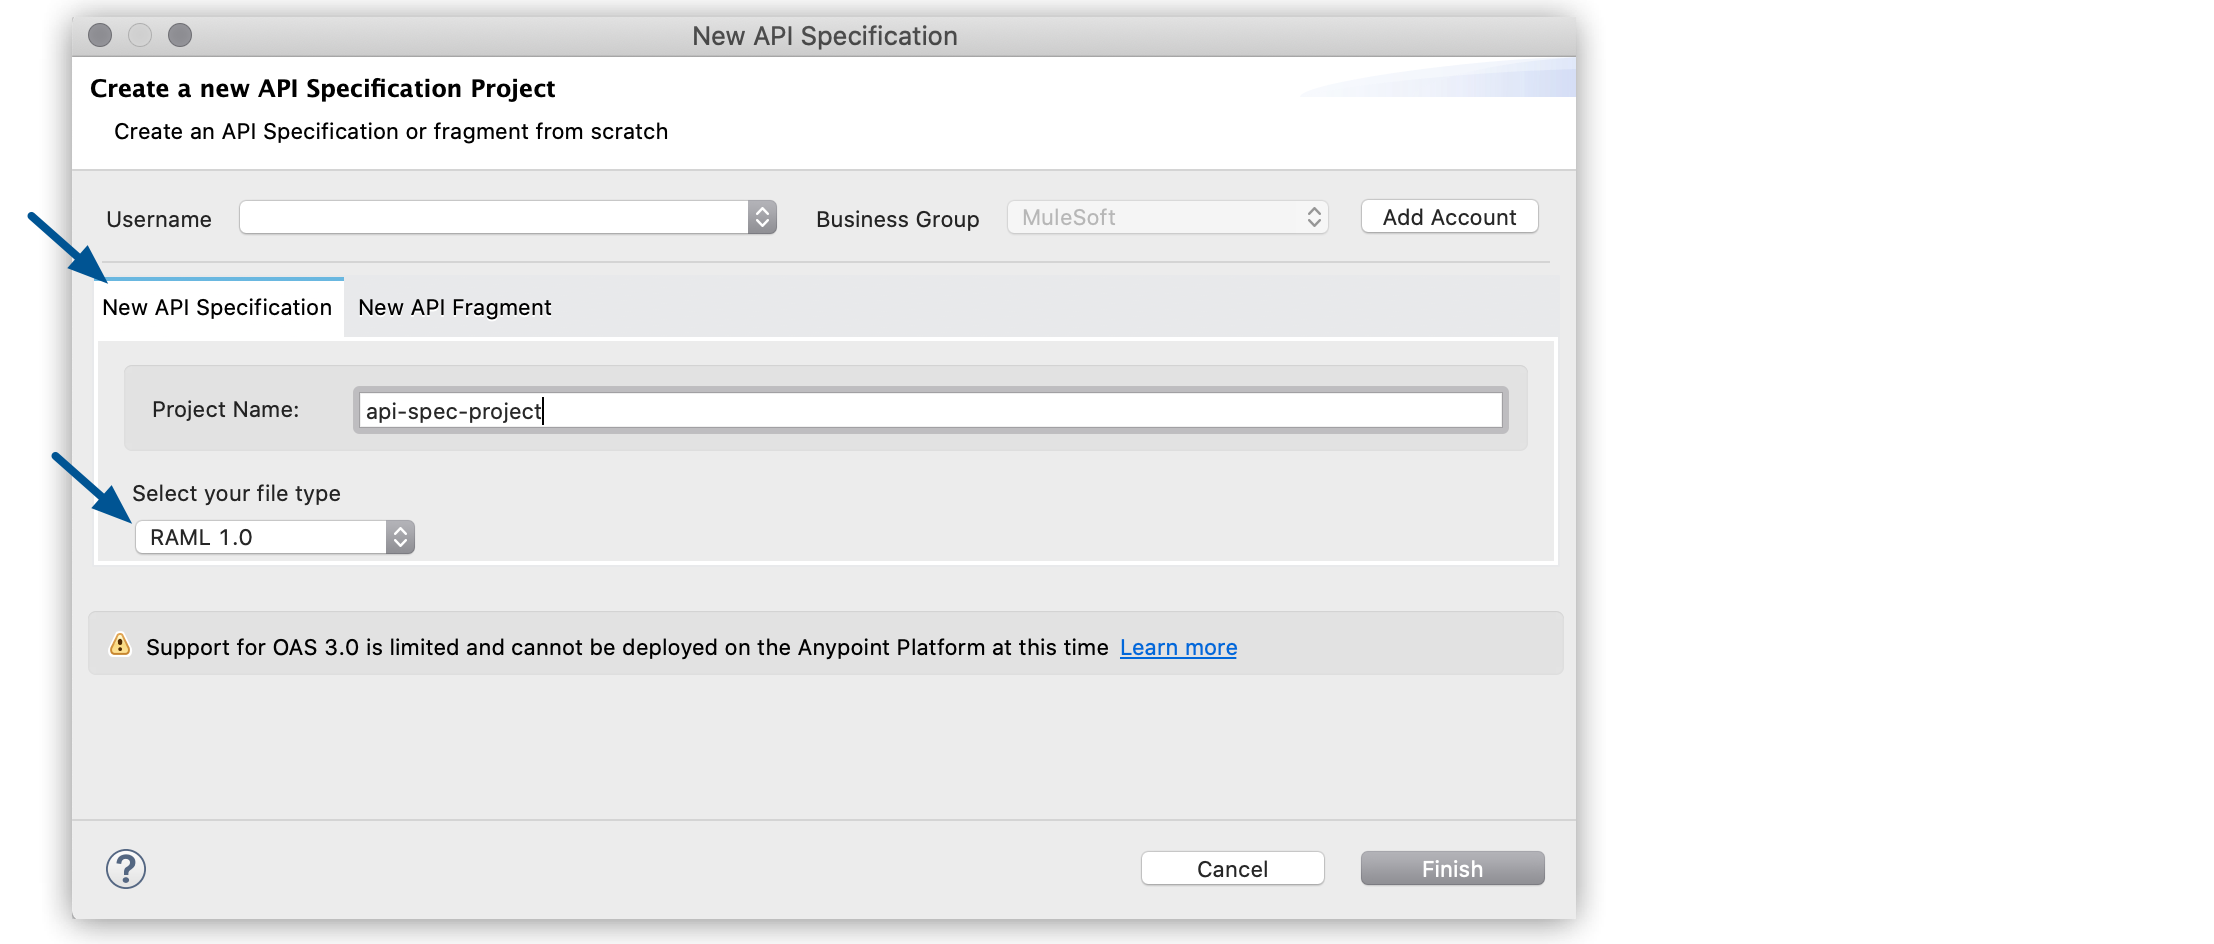 New API Specification
Create a new API Specification Project
Create an API Specification or fragment from scratch
Username
Business Group MuleSoft Add Account
New API Specification New API Fragment
Project Name: api-spec-project
Select your file type
RAML 1.0
Support for OAS 3.0 is limited and cannot be deployed on the Anypoint Platform at this time Learn more
? Cancel Finish